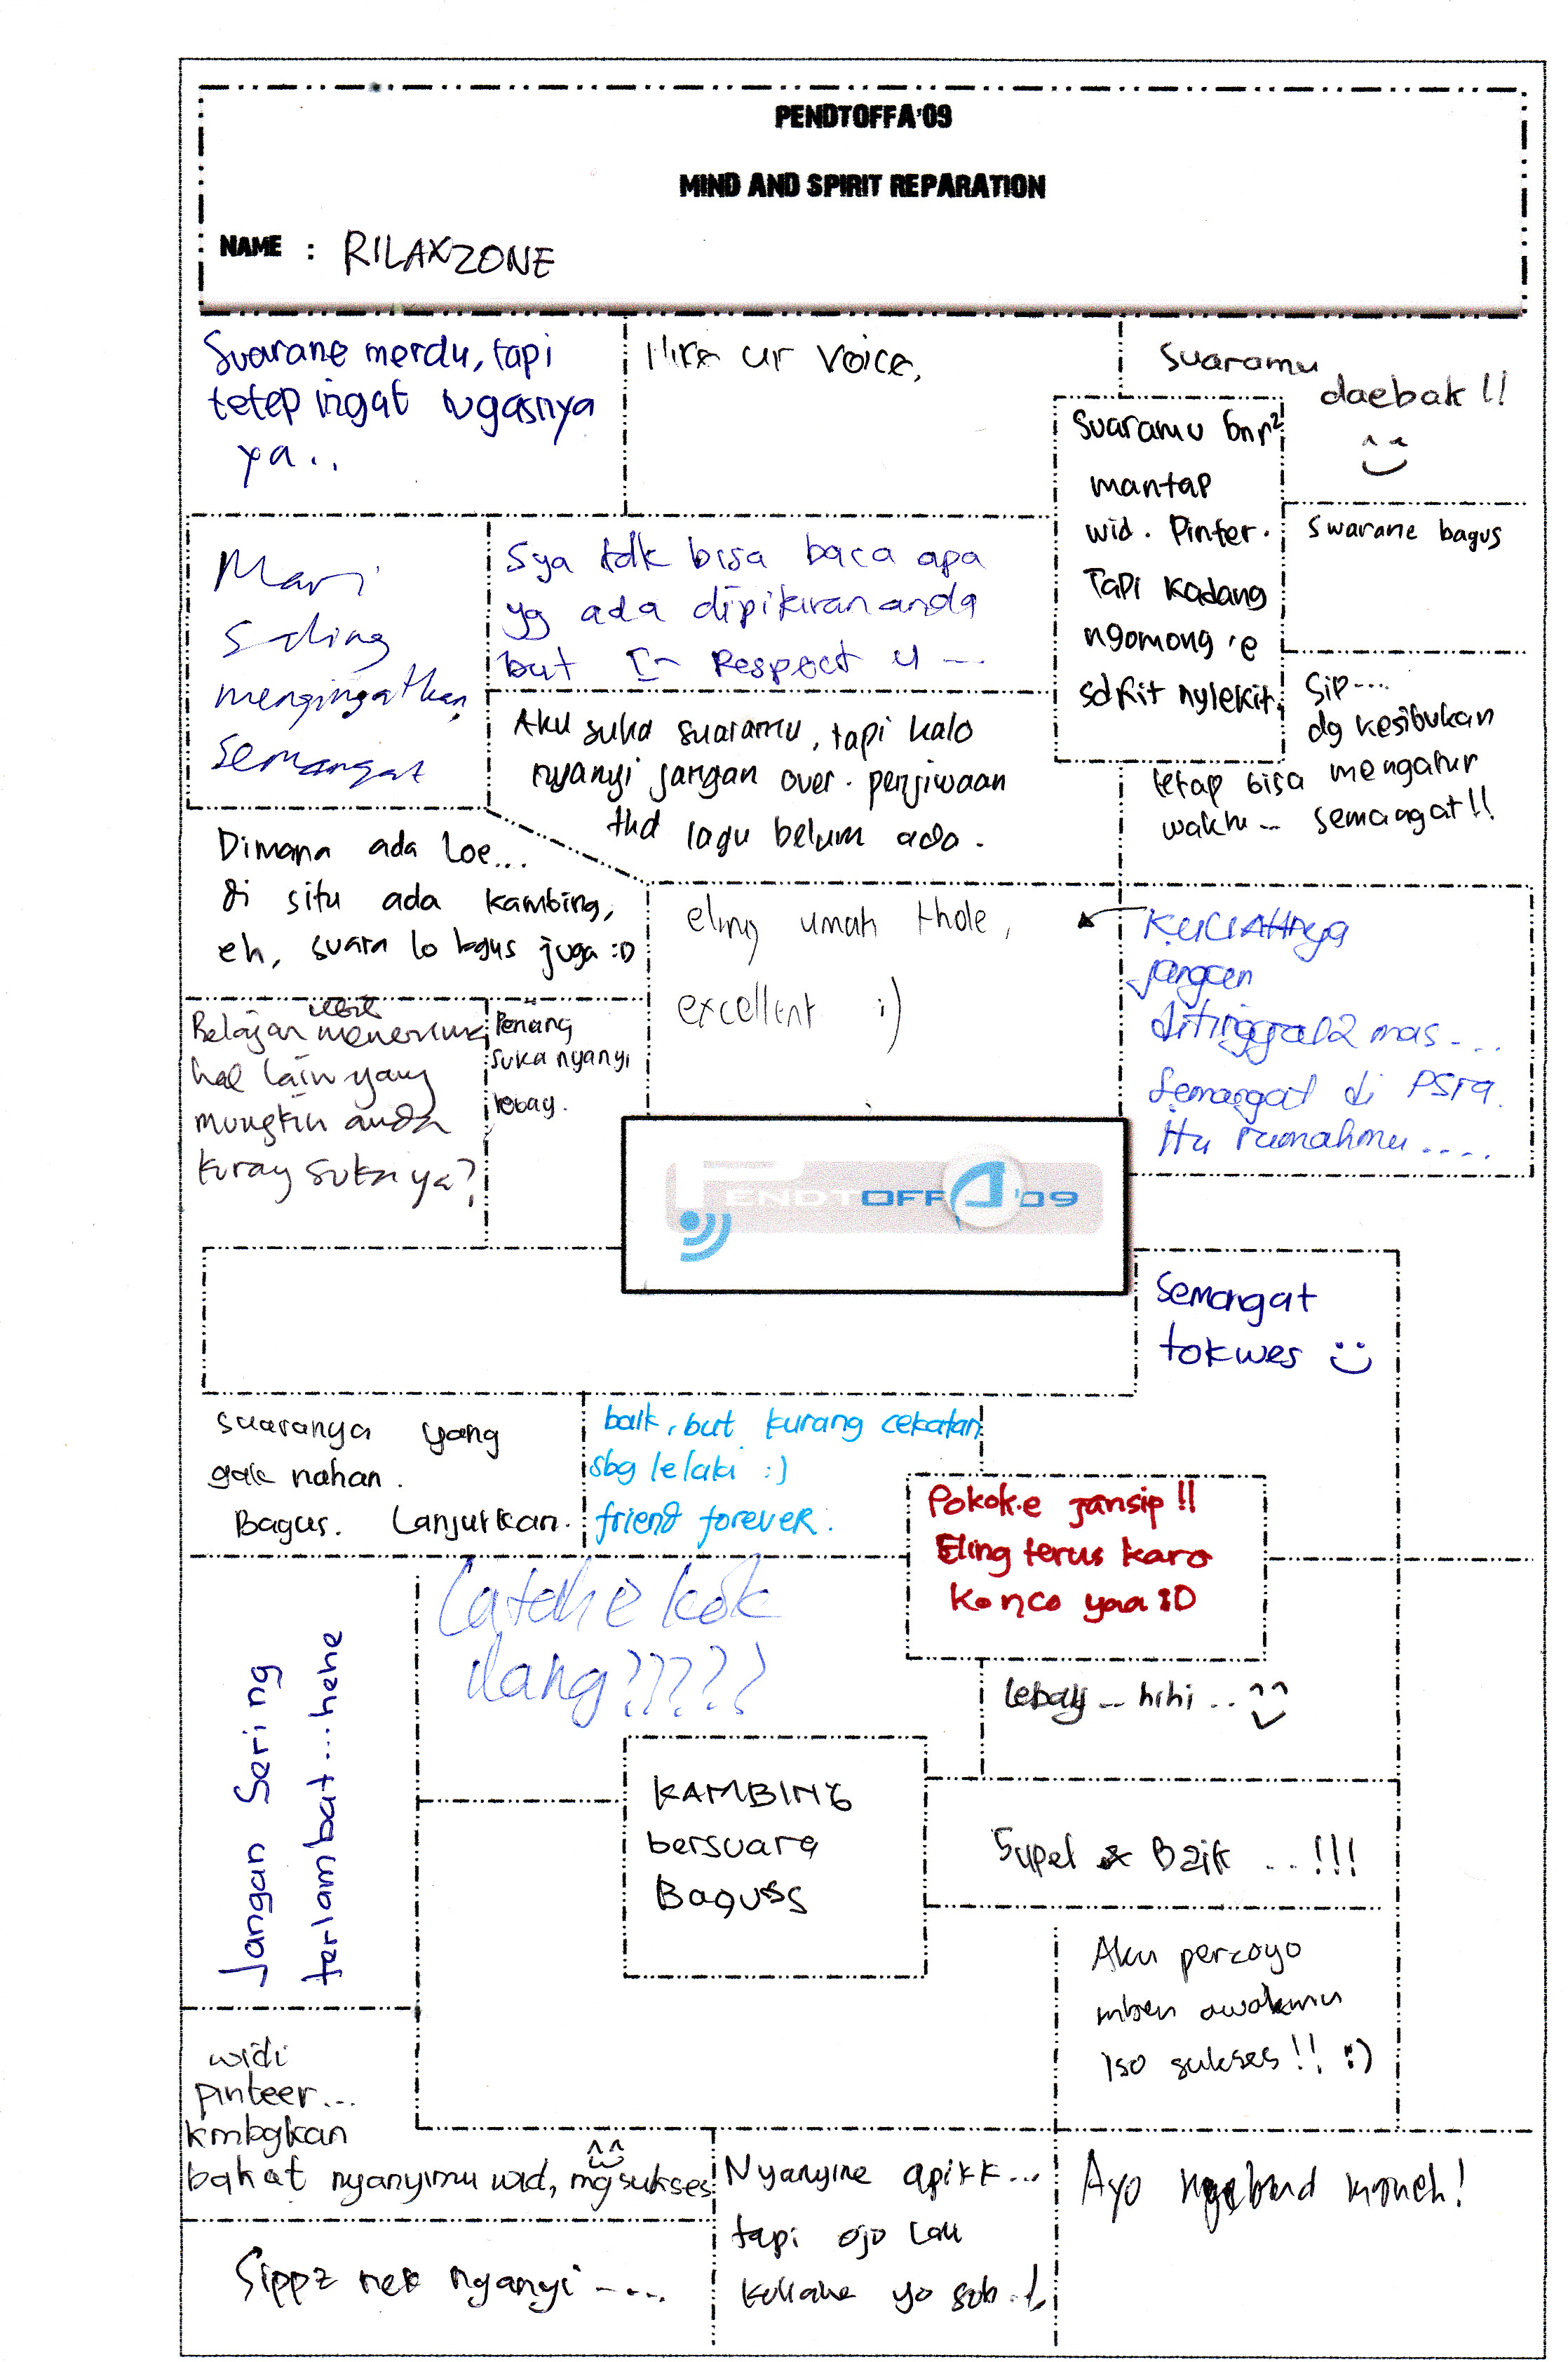 PENDTOFFA'09
MIND AND SPIRIT REPARATION
NAME : RILAXZONE
Suarane merdu, tapi
tetep ingat tugasnya
ya..
I like ur voice,
suaramu
daebak !!
Suaramu bnr²
mantap
wid. Pinter.
Tapi kadang
ngomong'e
sdkit nylekit.
Swarane bagus
Mari
saling
mengingatkan,
semangat
Sya tdk bisa baca apa
yg ada dipikiran anda
but I Respect U ---
Aku suka suaramu, tapi kalo
nyanyi jangan over. penjiwaan
thd lagu belum ada.
Sip....
dg kesibukan
tetap bisa mengatur
waktu... semangat!!
Dimana ada loe...
di situ ada kambing,
eh, suara lo bagus juga :D
eling umah thole,
excellent :)
KULIAHnya
jangan
ditinggal2 mas....
Semangat di PSTA.
itu rumahmu.....
Belajar menerima
hal lain yang
mungkin anda
kurang suka ya?
Penang
suka nyanyi
lebay.
PENDTOFFA'09
Semangat
tokwes
suaranya yang
gak nahan.
Bagus. Lanjutkan.
baik, but kurang cekatan
sbg lelaki :)
friend forever.
Pokok.e jansip!!
Eling terus karo
konco yaa :D
Catahe kok
ilang?????
lebay... hihi...
Jangan Sering
terlambat...hehe
KAMBING
bersuara
BaguSS
Supel & Baik ...!!!
Aku percoyo
mben awakmu
iso sukses!! :)
widi
pinteer...
kmbgkan
bakat nyanyimu wid, mg sukses
Nyanyine apikk...
tapi ojo lali
kuliahe yo sob..!
Ayo ngeband maneh!
Sippz nek nyanyi ....